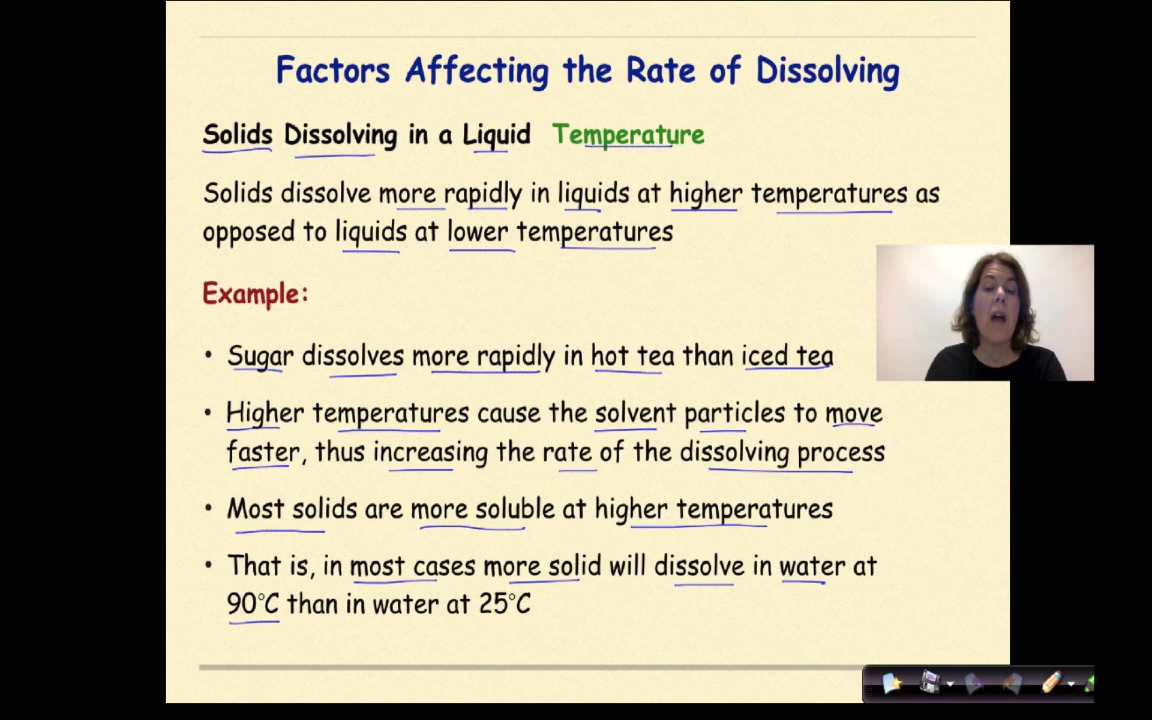 Factors Affecting the Rate of Dissolving
Solids Dissolving in a Liquid Temperature
Solids dissolve more rapidly in liquids at higher temperatures as
opposed to liquids at lower temperatures
Example:
• Sugar dissolves more rapidly in hot tea than iced tea
• Higher temperatures cause the solvent particles to move
faster, thus increasing the rate of the dissolving process
• Most solids are more soluble at higher temperatures
• That is, in most cases more solid will dissolve in water at
90°C than in water at 25°C